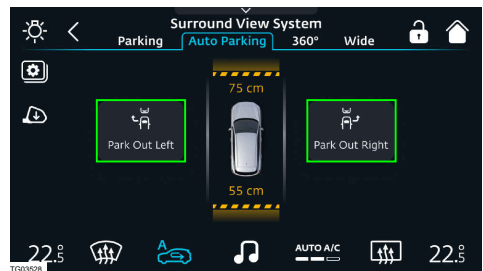 Surround View System
Parking Auto Parking 360° Wide
75 cm
Park Out Left Park Out Right
55 cm
22.5° A AUTO A/C 22.5°
TG03528